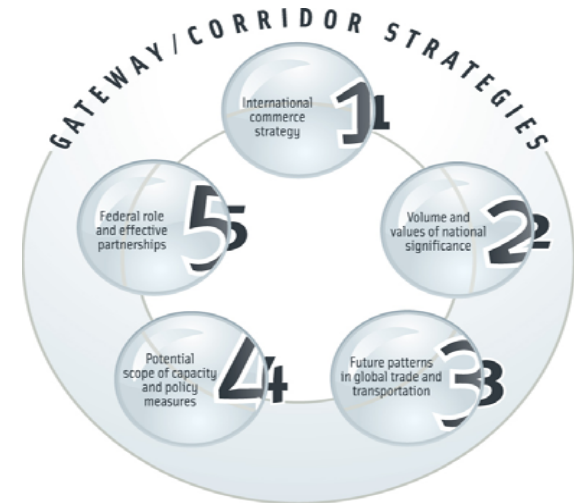 GATEWAY/CORRIDOR STRATEGIES
International
commerce
strategy
1
Volume and
values of national
significance
2
Future patterns
in global trade and
transportation
3
Potential
scope of capacity
and policy
measures
4
Federal role
and effective
partnerships
5